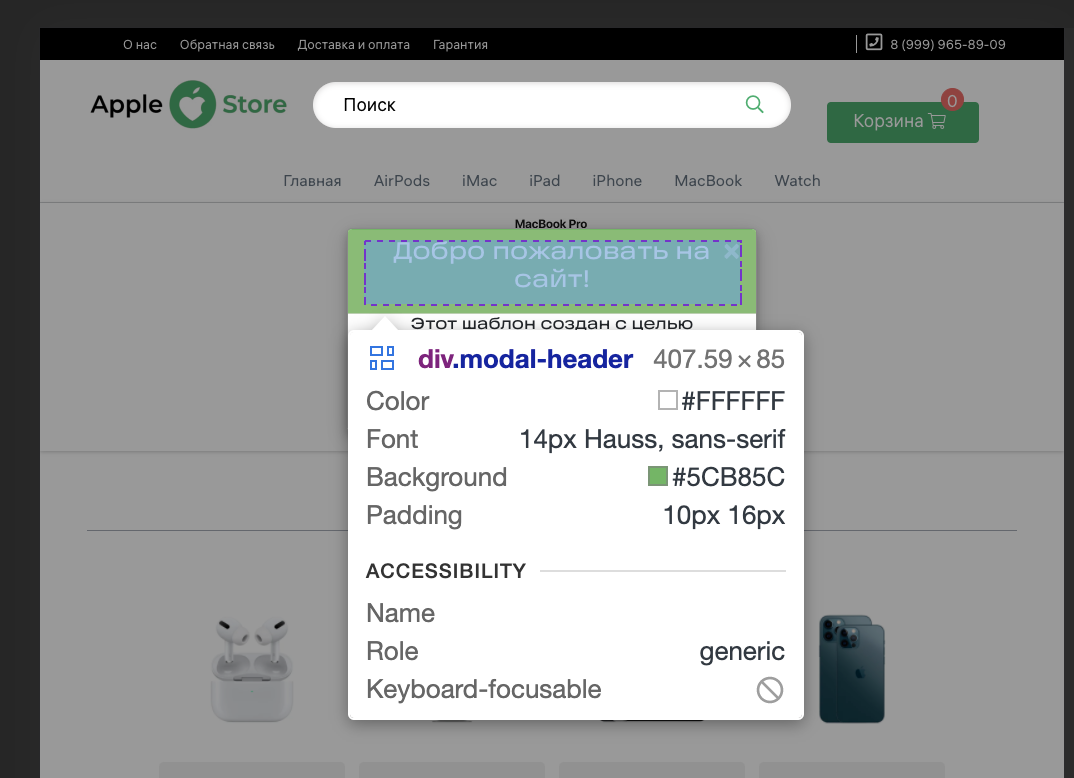 О нас Обратная связь Доставка и оплата Гарантия 8 (999) 965-89-09
Apple Store
Поиск
0
Корзина
Главная AirPods iMac iPad iPhone MacBook Watch
MacBook Pro
Добро пожаловать на ×
сайт!
Этот шаблон создан с целью
div.modal-header 407.59 × 85
Color #FFFFFF
Font 14px Hauss, sans-serif
Background #5CB85C
Padding 10px 16px
ACCESSIBILITY
Name
Role generic
Keyboard-focusable